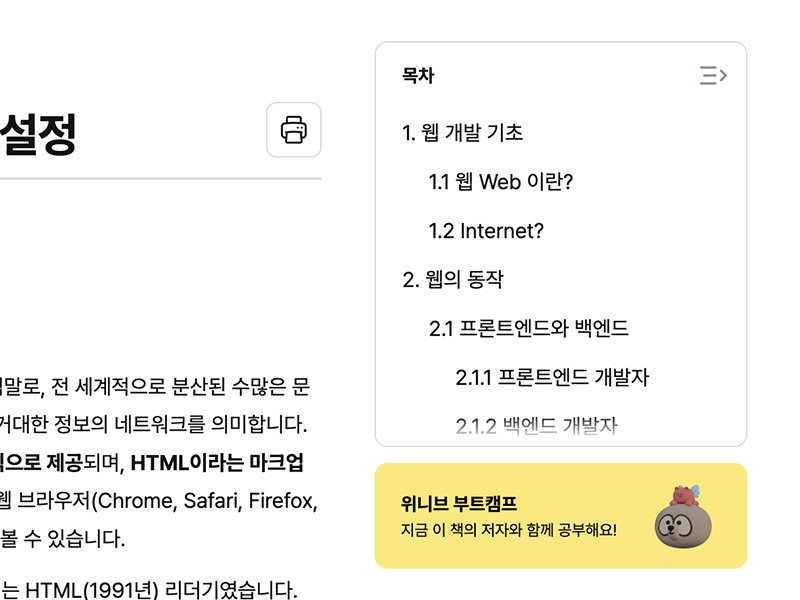 설정
목차
1. 웹 개발 기초
1.1 웹 Web 이란?
1.2 Internet?
2. 웹의 동작
2.1 프론트엔드와 백엔드
2.1.1 프론트엔드 개발자
2.1.2 백엔드 개발자
위니브 부트캠프
지금 이 책의 저자와 함께 공부해요!
말로, 전 세계적으로 분산된 수많은 문
거대한 정보의 네트워크를 의미합니다.
으로 제공되며, HTML이라는 마크업
웹 브라우저(Chrome, Safari, Firefox,
볼 수 있습니다.
는 HTML(1991년) 리더기였습니다.